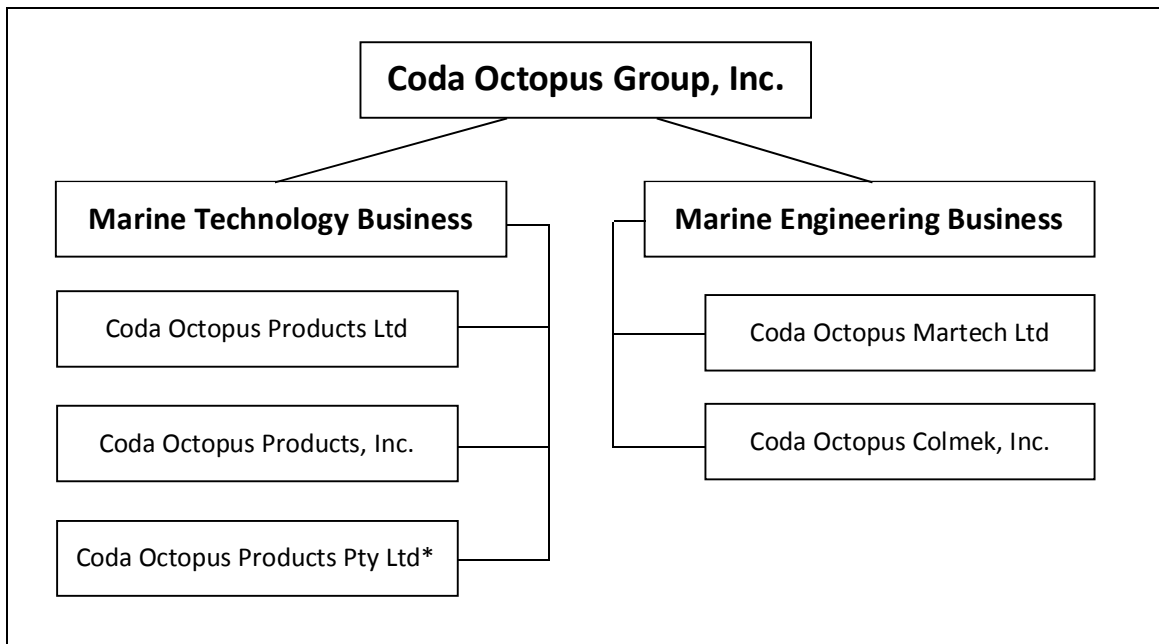 Coda Octopus Group, Inc.
Marine Technology Business
Marine Engineering Business
Coda Octopus Products Ltd
Coda Octopus Martech Ltd
Coda Octopus Products, Inc.
Coda Octopus Colmek, Inc.
Coda Octopus Products Pty Ltd*